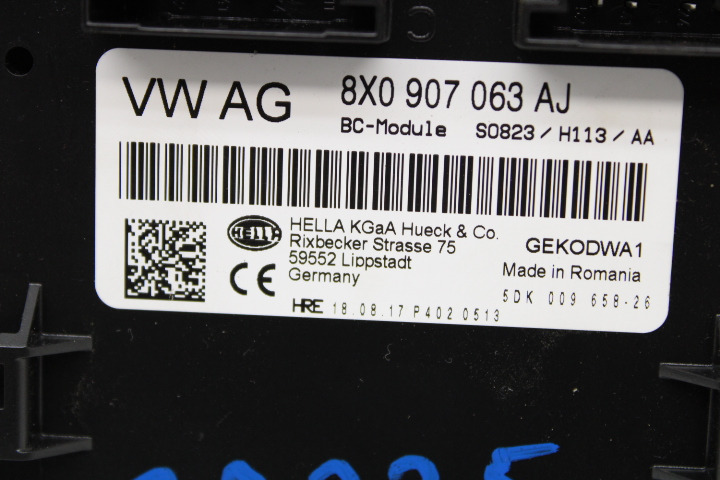 VW AG
8X0 907 063 AJ
BC-Module S0823/H113/AA
HELLA
HELLA KGaA Hueck & Co.
Rixbecker Strasse 75
59552 Lippstadt
Germany
GEKODWA1
Made in Romania
CE
HRE 18.08.17 P402 0513
5DK 009 658-26